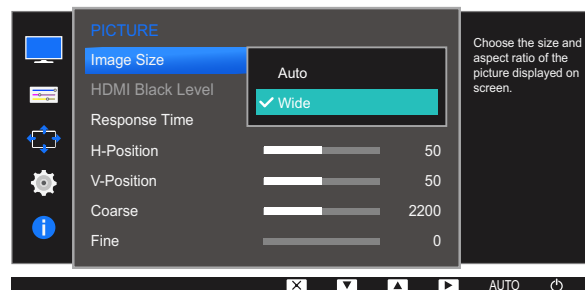 PICTURE
Image Size
Auto
HDMI Black Level
Wide
Response Time
H-Position 50
V-Position 50
Coarse 2200
Fine 0
Choose the size and
aspect ratio of the
picture displayed on
screen.
AUTO